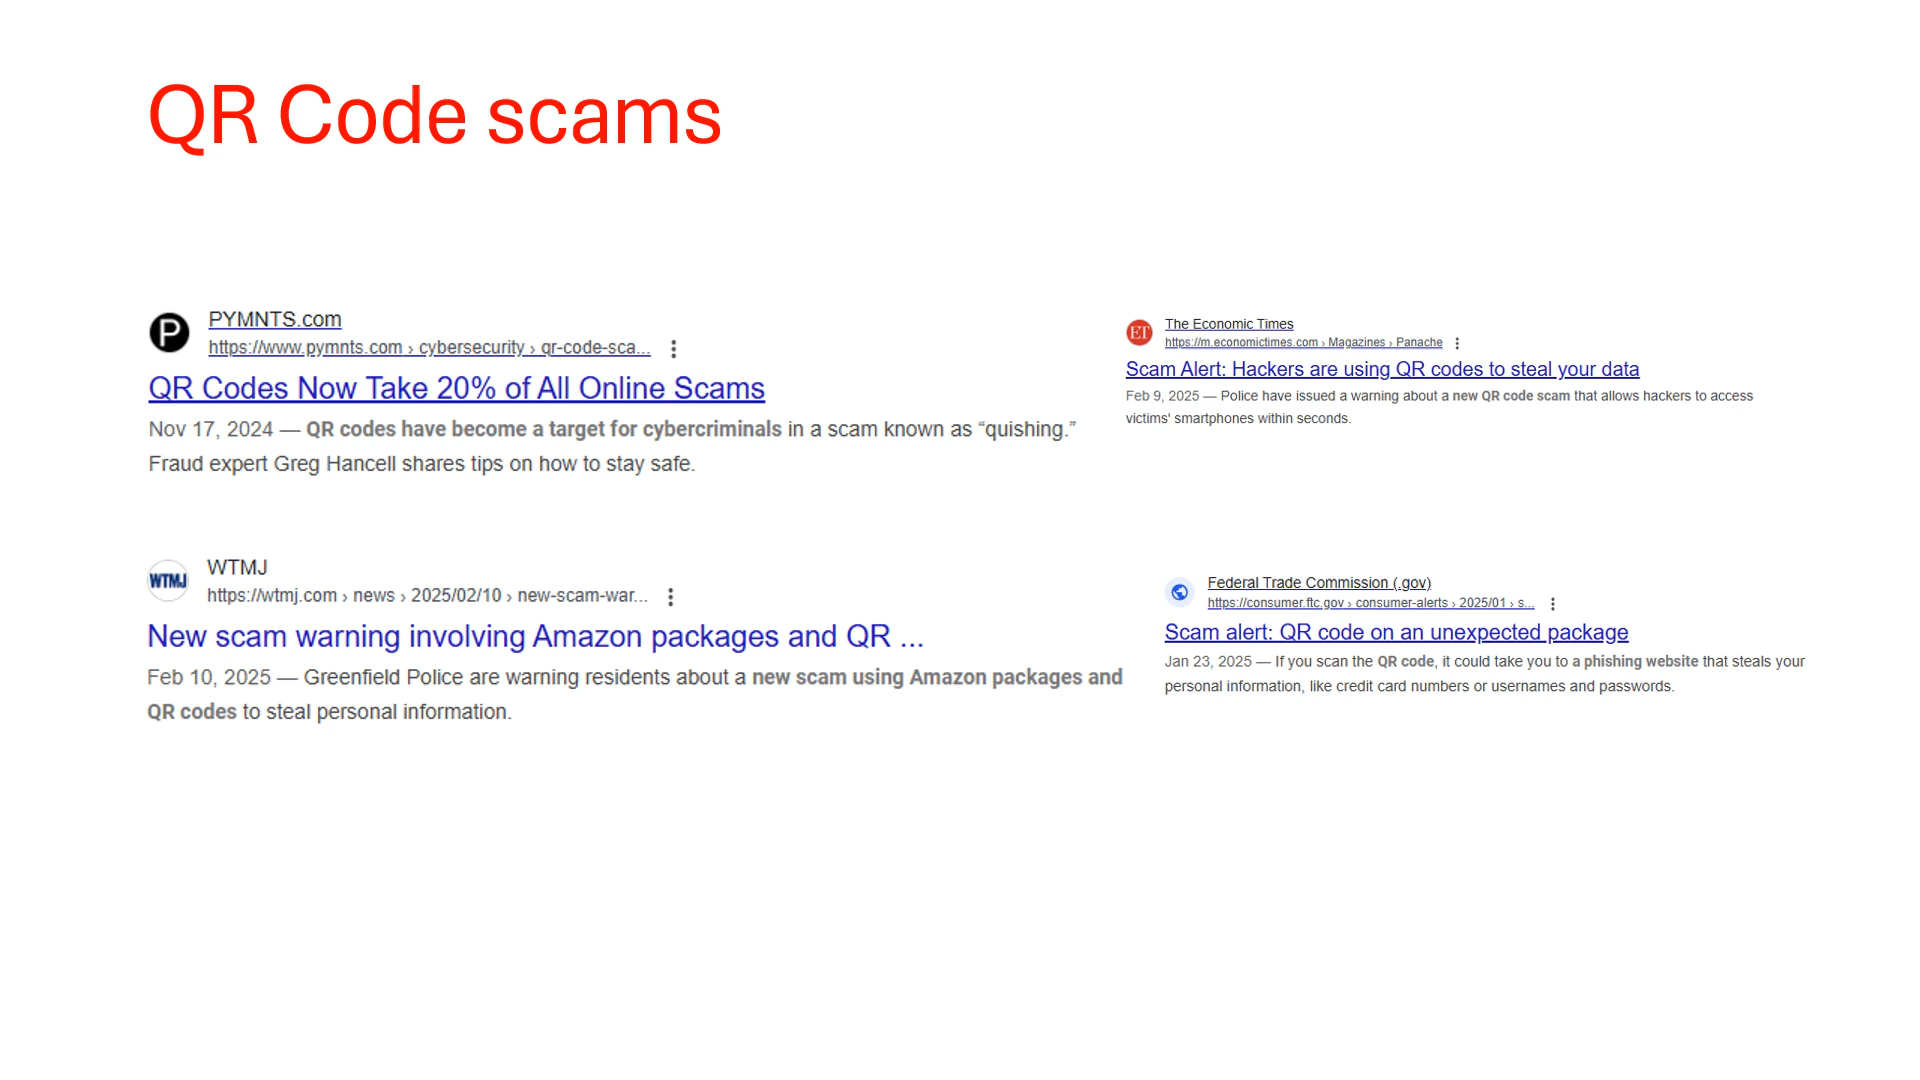 QR Code scams
P
PYMNTS.com
https://www.pymnts.com › cybersecurity › qr-code-sca...
QR Codes Now Take 20% of All Online Scams
Nov 17, 2024 — QR codes have become a target for cybercriminals in a scam known as “quishing.”
Fraud expert Greg Hancell shares tips on how to stay safe.
ET
The Economic Times
https://m.economictimes.com › Magazines › Panache
Scam Alert: Hackers are using QR codes to steal your data
Feb 9, 2025 — Police have issued a warning about a new QR code scam that allows hackers to access
victims' smartphones within seconds.
WTMJ
WTMJ
https://wtmj.com › news › 2025/02/10 › new-scam-war...
New scam warning involving Amazon packages and QR ...
Feb 10, 2025 — Greenfield Police are warning residents about a new scam using Amazon packages and
QR codes to steal personal information.
Federal Trade Commission (.gov)
https://consumer.ftc.gov › consumer-alerts › 2025/01 › s...
Scam alert: QR code on an unexpected package
Jan 23, 2025 — If you scan the QR code, it could take you to a phishing website that steals your
personal information, like credit card numbers or usernames and passwords.